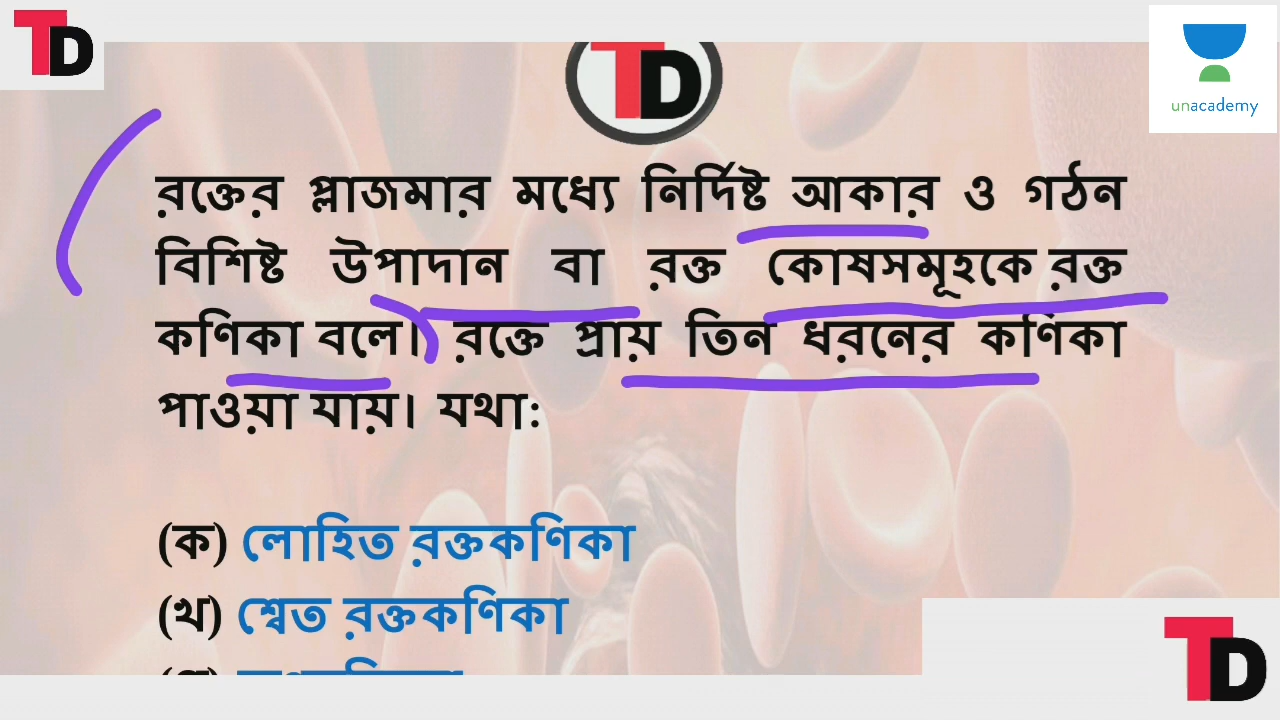 TD
TD
unacademy
রক্তের প্লাজমার মধ্যে নির্দিষ্ট আকার ও গঠন
বিশিষ্ট উপাদান বা রক্ত কোষসমূহকে রক্ত
কণিকা বলে। রক্তে প্রায় তিন ধরনের কণিকা
পাওয়া যায়। যথা:
(ক) লোহিত রক্তকণিকা
(খ) শ্বেত রক্তকণিকা
TD